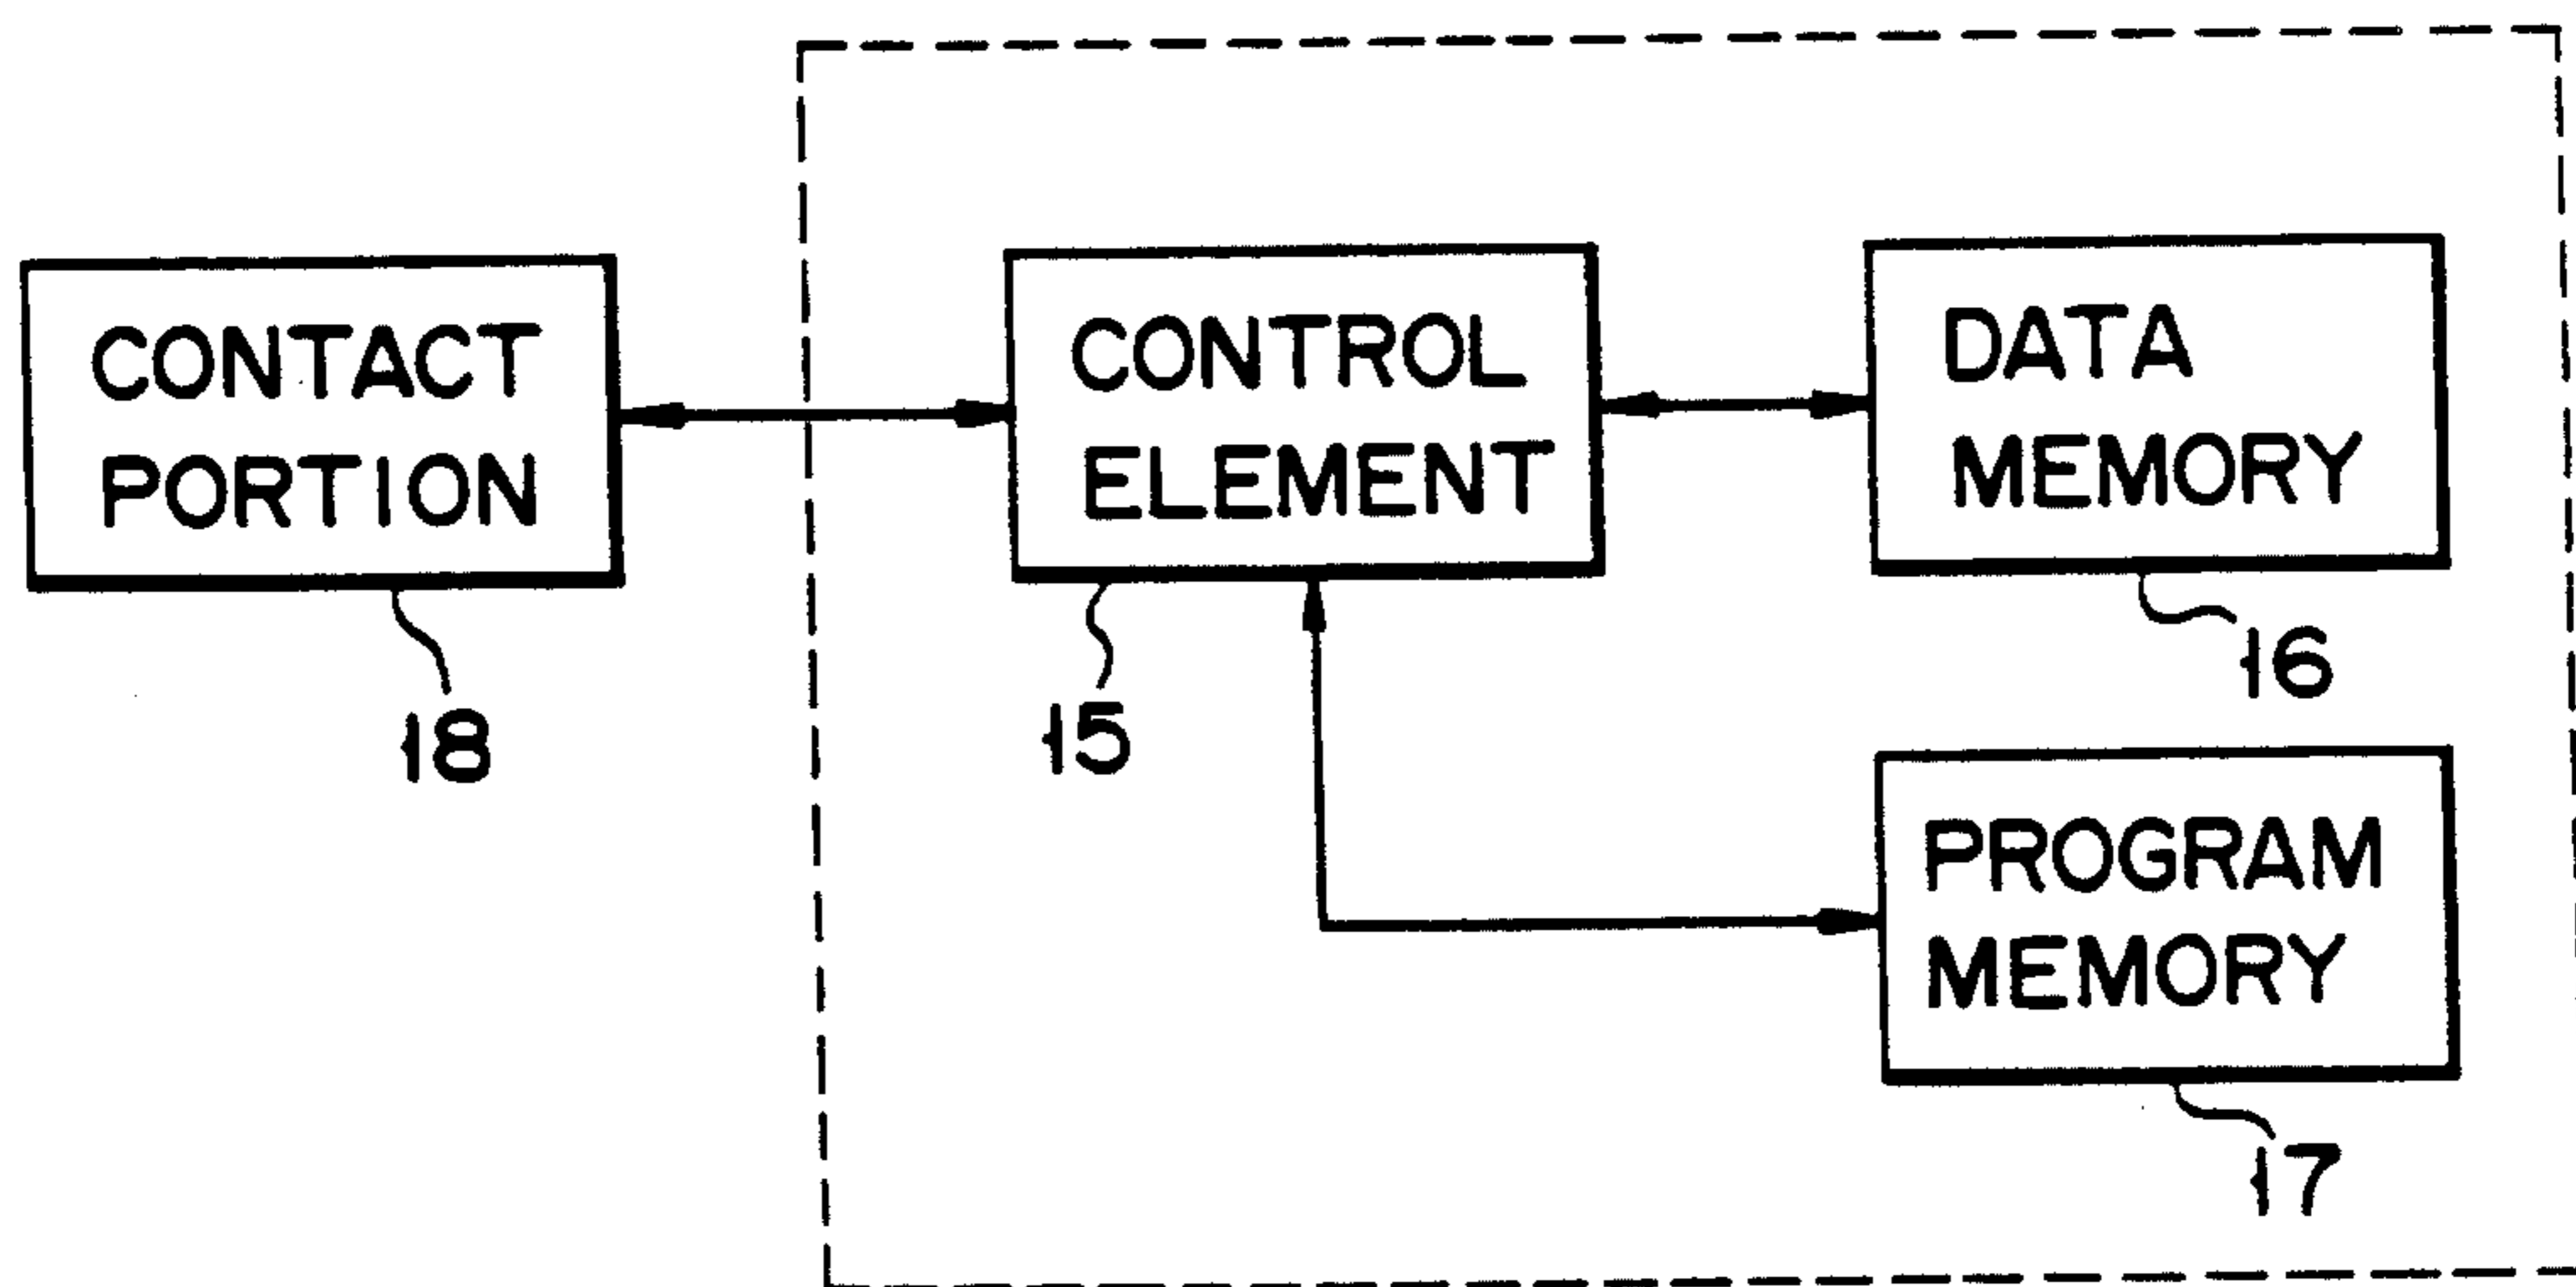 CONTACT
PORTION
18
CONTROL
ELEMENT
15
DATA
MEMORY
16
PROGRAM
MEMORY
17